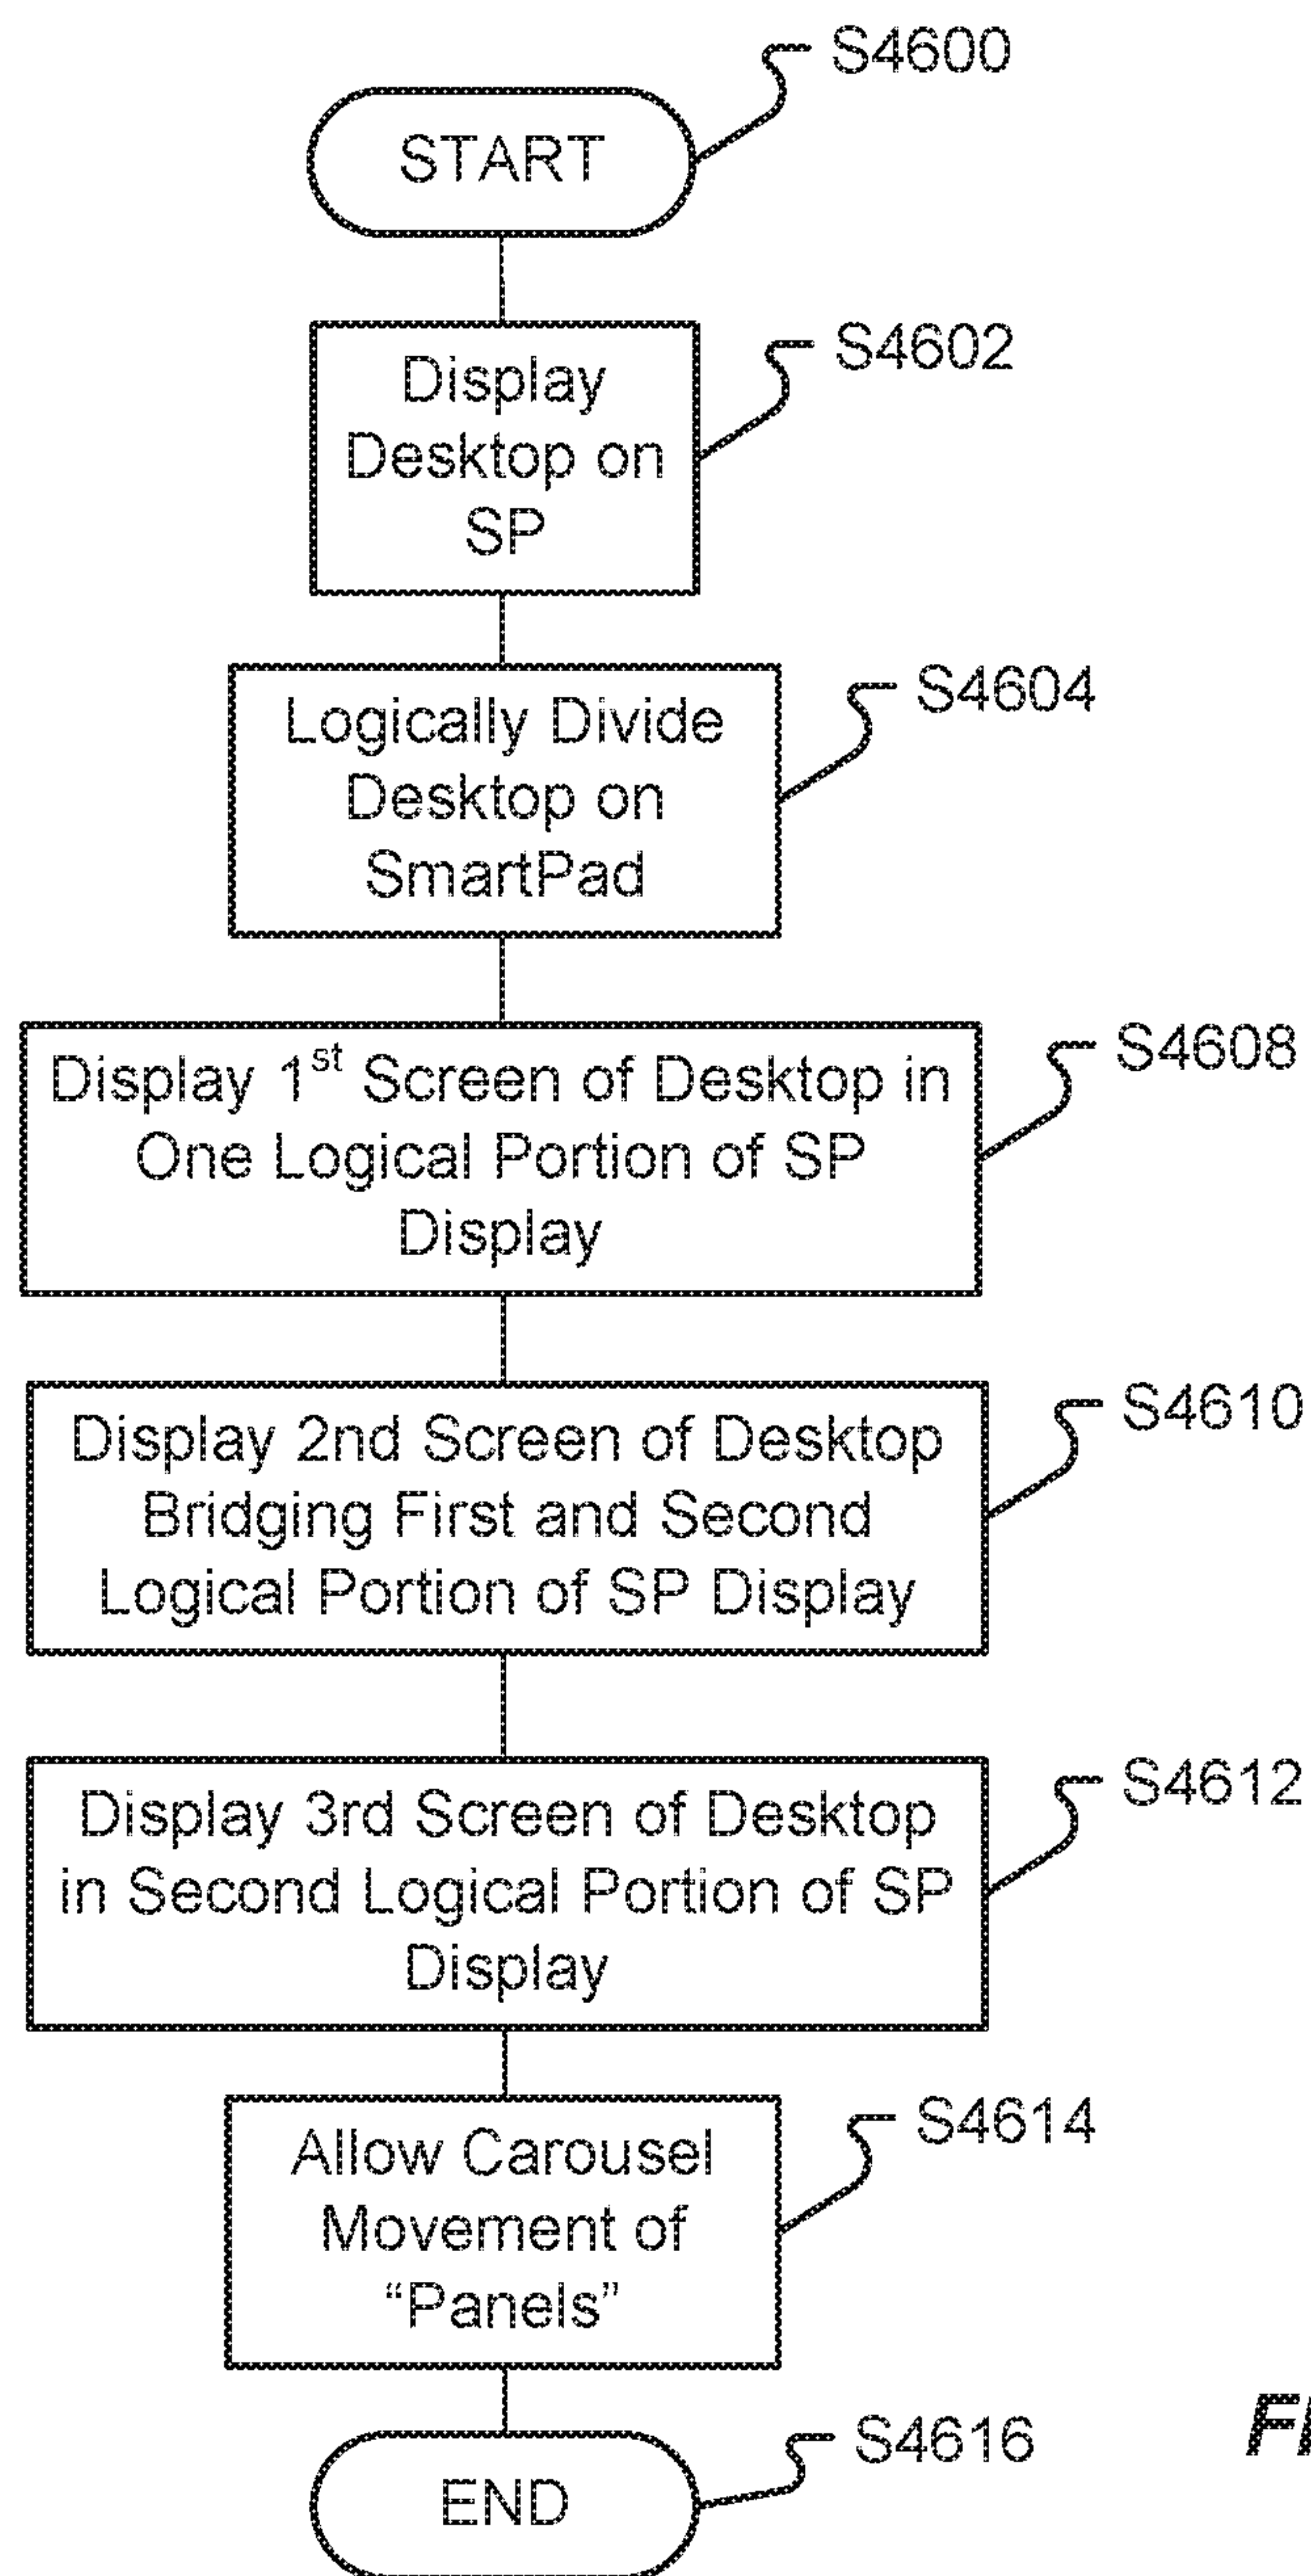 S4600
START
S4602
Display
Desktop on
SP
S4604
Logically Divide
Desktop on
SmartPad
S4608
Display 1st Screen of Desktop in
One Logical Portion of SP
Display
S4610
Display 2nd Screen of Desktop
Bridging First and Second
Logical Portion of SP Display
S4612
Display 3rd Screen of Desktop
in Second Logical Portion of SP
Display
S4614
Allow Carousel
Movement of
“Panels”
S4616
END